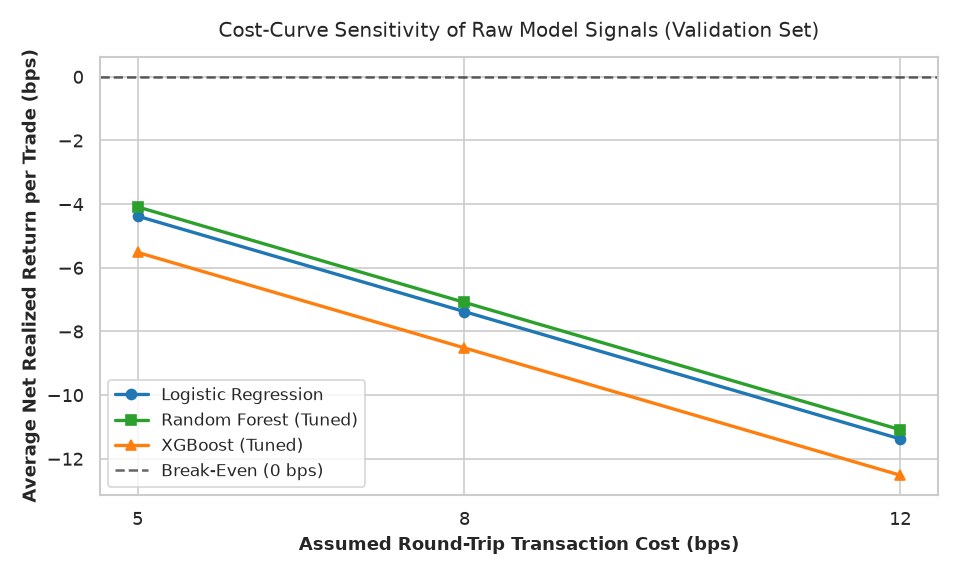 Cost-Curve Sensitivity of Raw Model Signals (Validation Set)
Average Net Realized Return per Trade (bps)
0
−2
−4
−6
−8
−10
−12
Logistic Regression
Random Forest (Tuned)
XGBoost (Tuned)
Break-Even (0 bps)
5
8
12
Assumed Round-Trip Transaction Cost (bps)